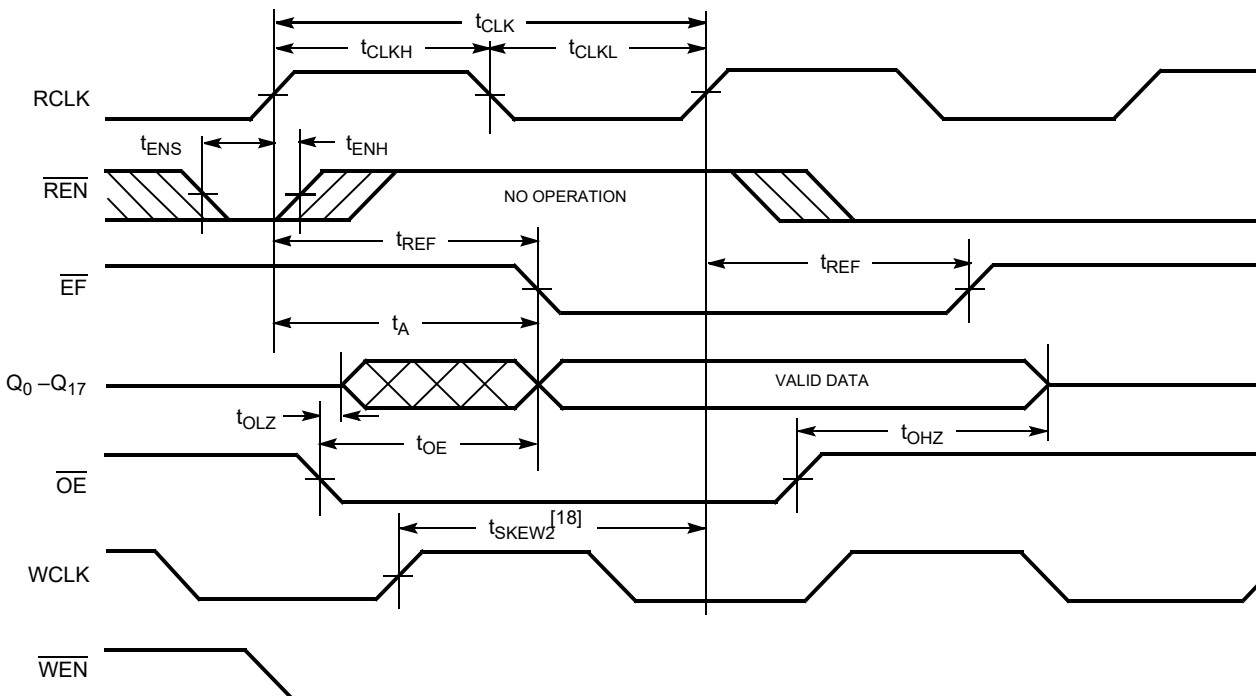 tCLK
tCLKH
tCLKL
RCLK
tENS
tENH
REN
NO OPERATION
tREF
EF
tREF
tA
Q0 –Q17
VALID DATA
tOLZ
tOE
tOHZ
OE
tSKEW2[18]
WCLK
WEN